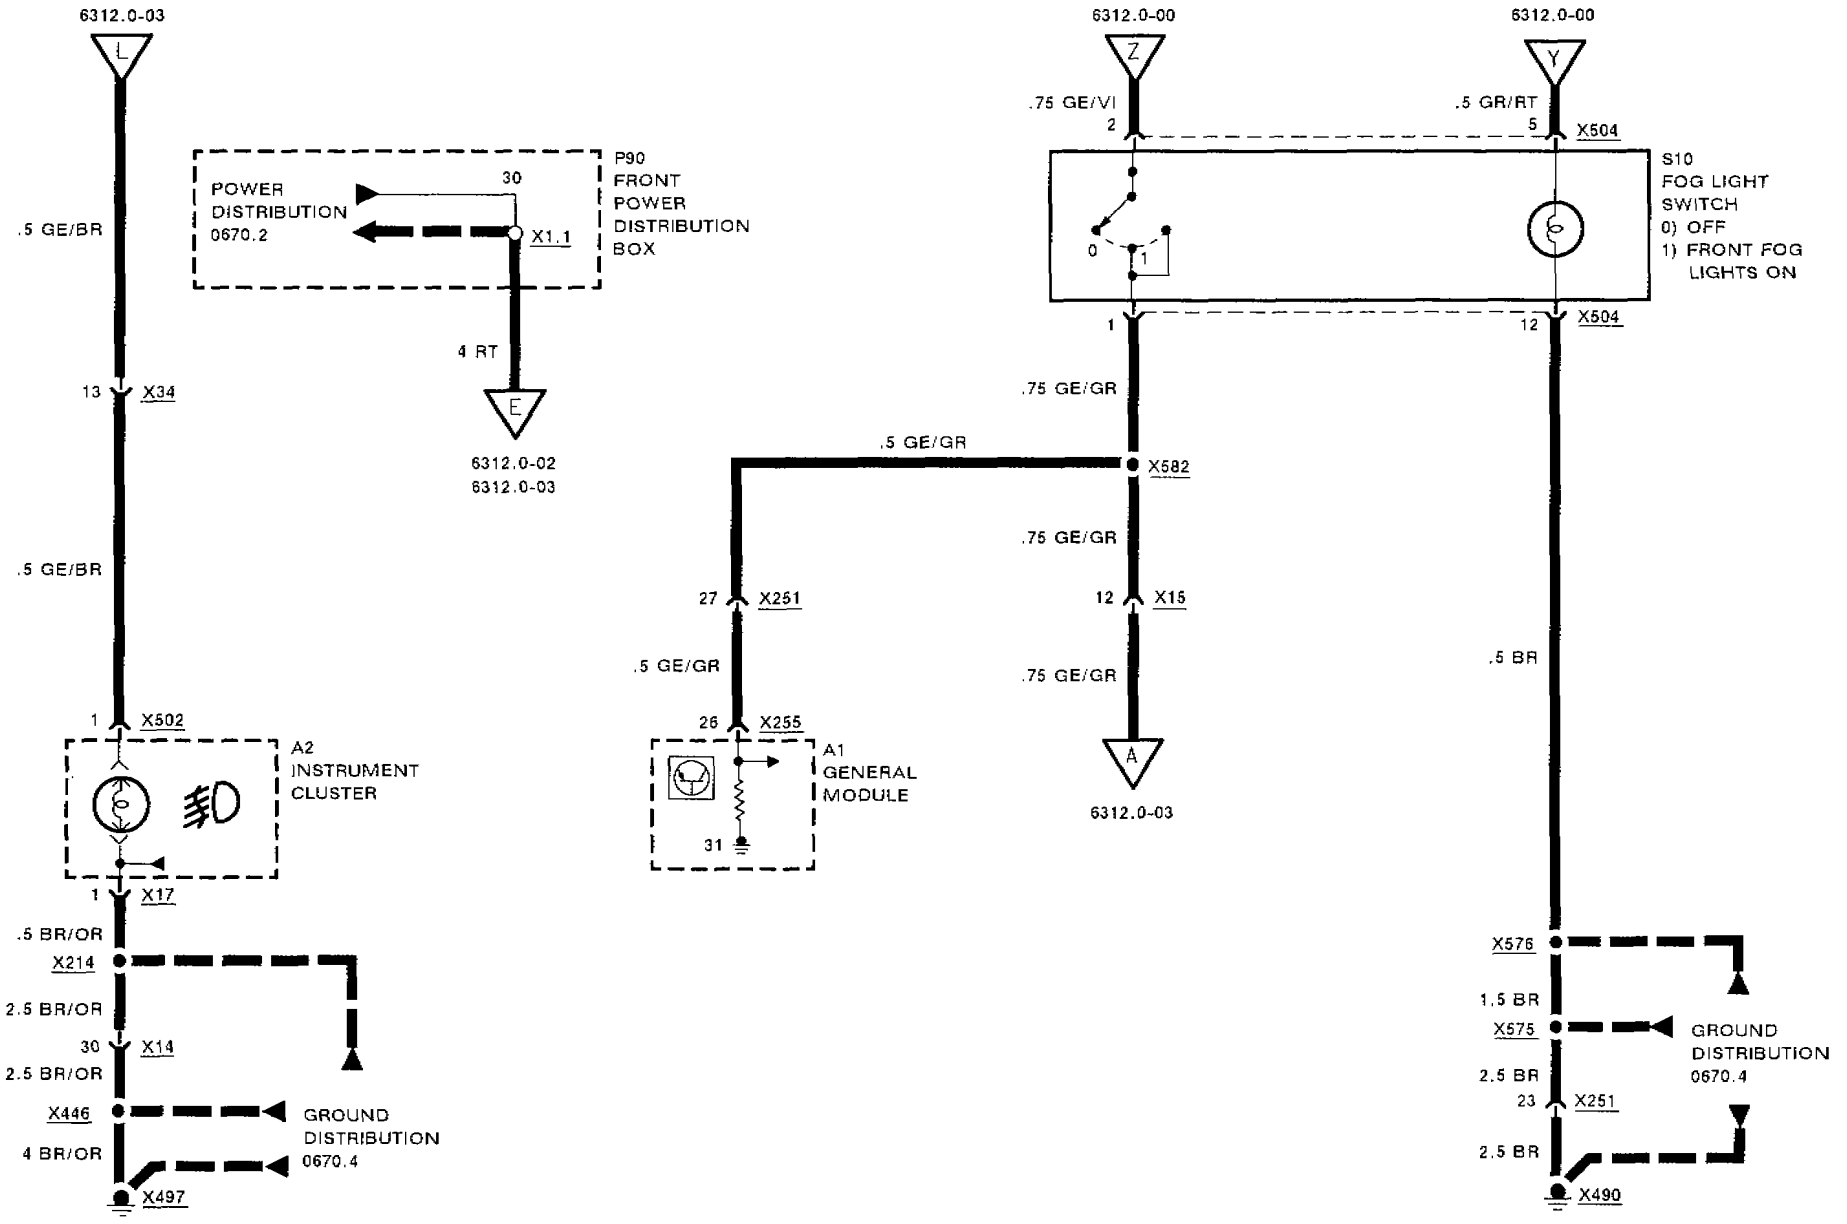 6312.0-03
L
.5 GE/BR
13 X34
.5 GE/BR
1 X502
A2
INSTRUMENT
CLUSTER
1 X17
.5 BR/OR
X214
2.5 BR/OR
30 X14
2.5 BR/OR
X446
GROUND
DISTRIBUTION
0670.4
4 BR/OR
X497
POWER
DISTRIBUTION
0670.2
30
X1.1
P90
FRONT
POWER
DISTRIBUTION
BOX
4 RT
E
6312.0-02
6312.0-03
6312.0-00
Z
.75 GE/VI
2
6312.0-00
Y
.5 GR/RT
5 X504
0
1
S10
FOG LIGHT
SWITCH
0) OFF
1) FRONT FOG
LIGHTS ON
1
12 X504
.75 GE/GR
.5 GE/GR
X582
.75 GE/GR
27 X251
12 X15
.5 GE/GR
.75 GE/GR
26 X255
A1
GENERAL
MODULE
31
A
6312.0-03
.5 BR
X576
1.5 BR
X575
GROUND
DISTRIBUTION
0670.4
2.5 BR
23 X251
2.5 BR
X490